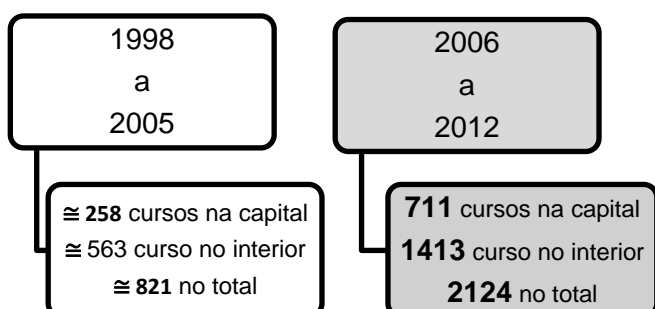 1998
a
2005
≅ 258 cursos na capital
≅ 563 curso no interior
≅ 821 no total
2006
a
2012
711 cursos na capital
1413 curso no interior
2124 no total